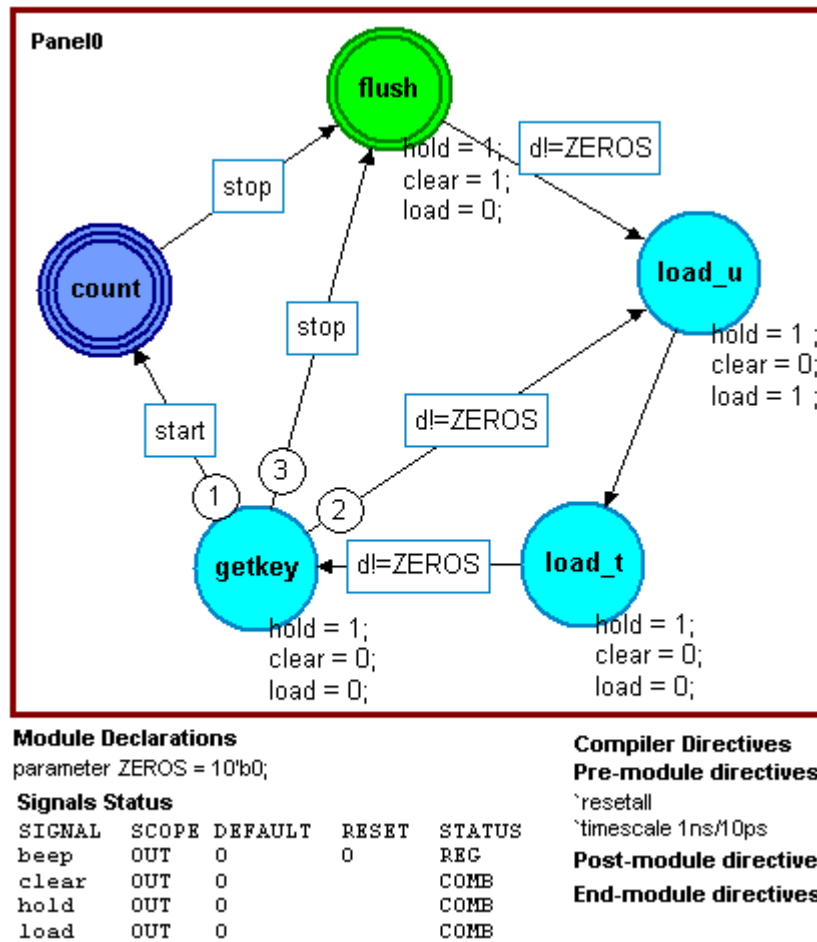 Panel0
flush
hold = 1;
clear = 1;
load = 0;
d!=ZEROS
stop
count
load_u
hold = 1 ;
clear = 0;
load = 1 ;
stop
d!=ZEROS
start
3
1
2
getkey
d!=ZEROS
load_t
hold = 1;
clear = 0;
load = 0;
hold = 1;
clear = 0;
load = 0;
Module Declarations
parameter ZEROS = 10'b0;
Signals Status
SIGNAL SCOPE DEFAULT RESET STATUS
beep OUT 0 0 REG
clear OUT 0 COMB
hold OUT 0 COMB
load OUT 0 COMB
Compiler Directives
Pre-module directives
`resetall
`timescale 1ns/10ps
Post-module directive
End-module directives